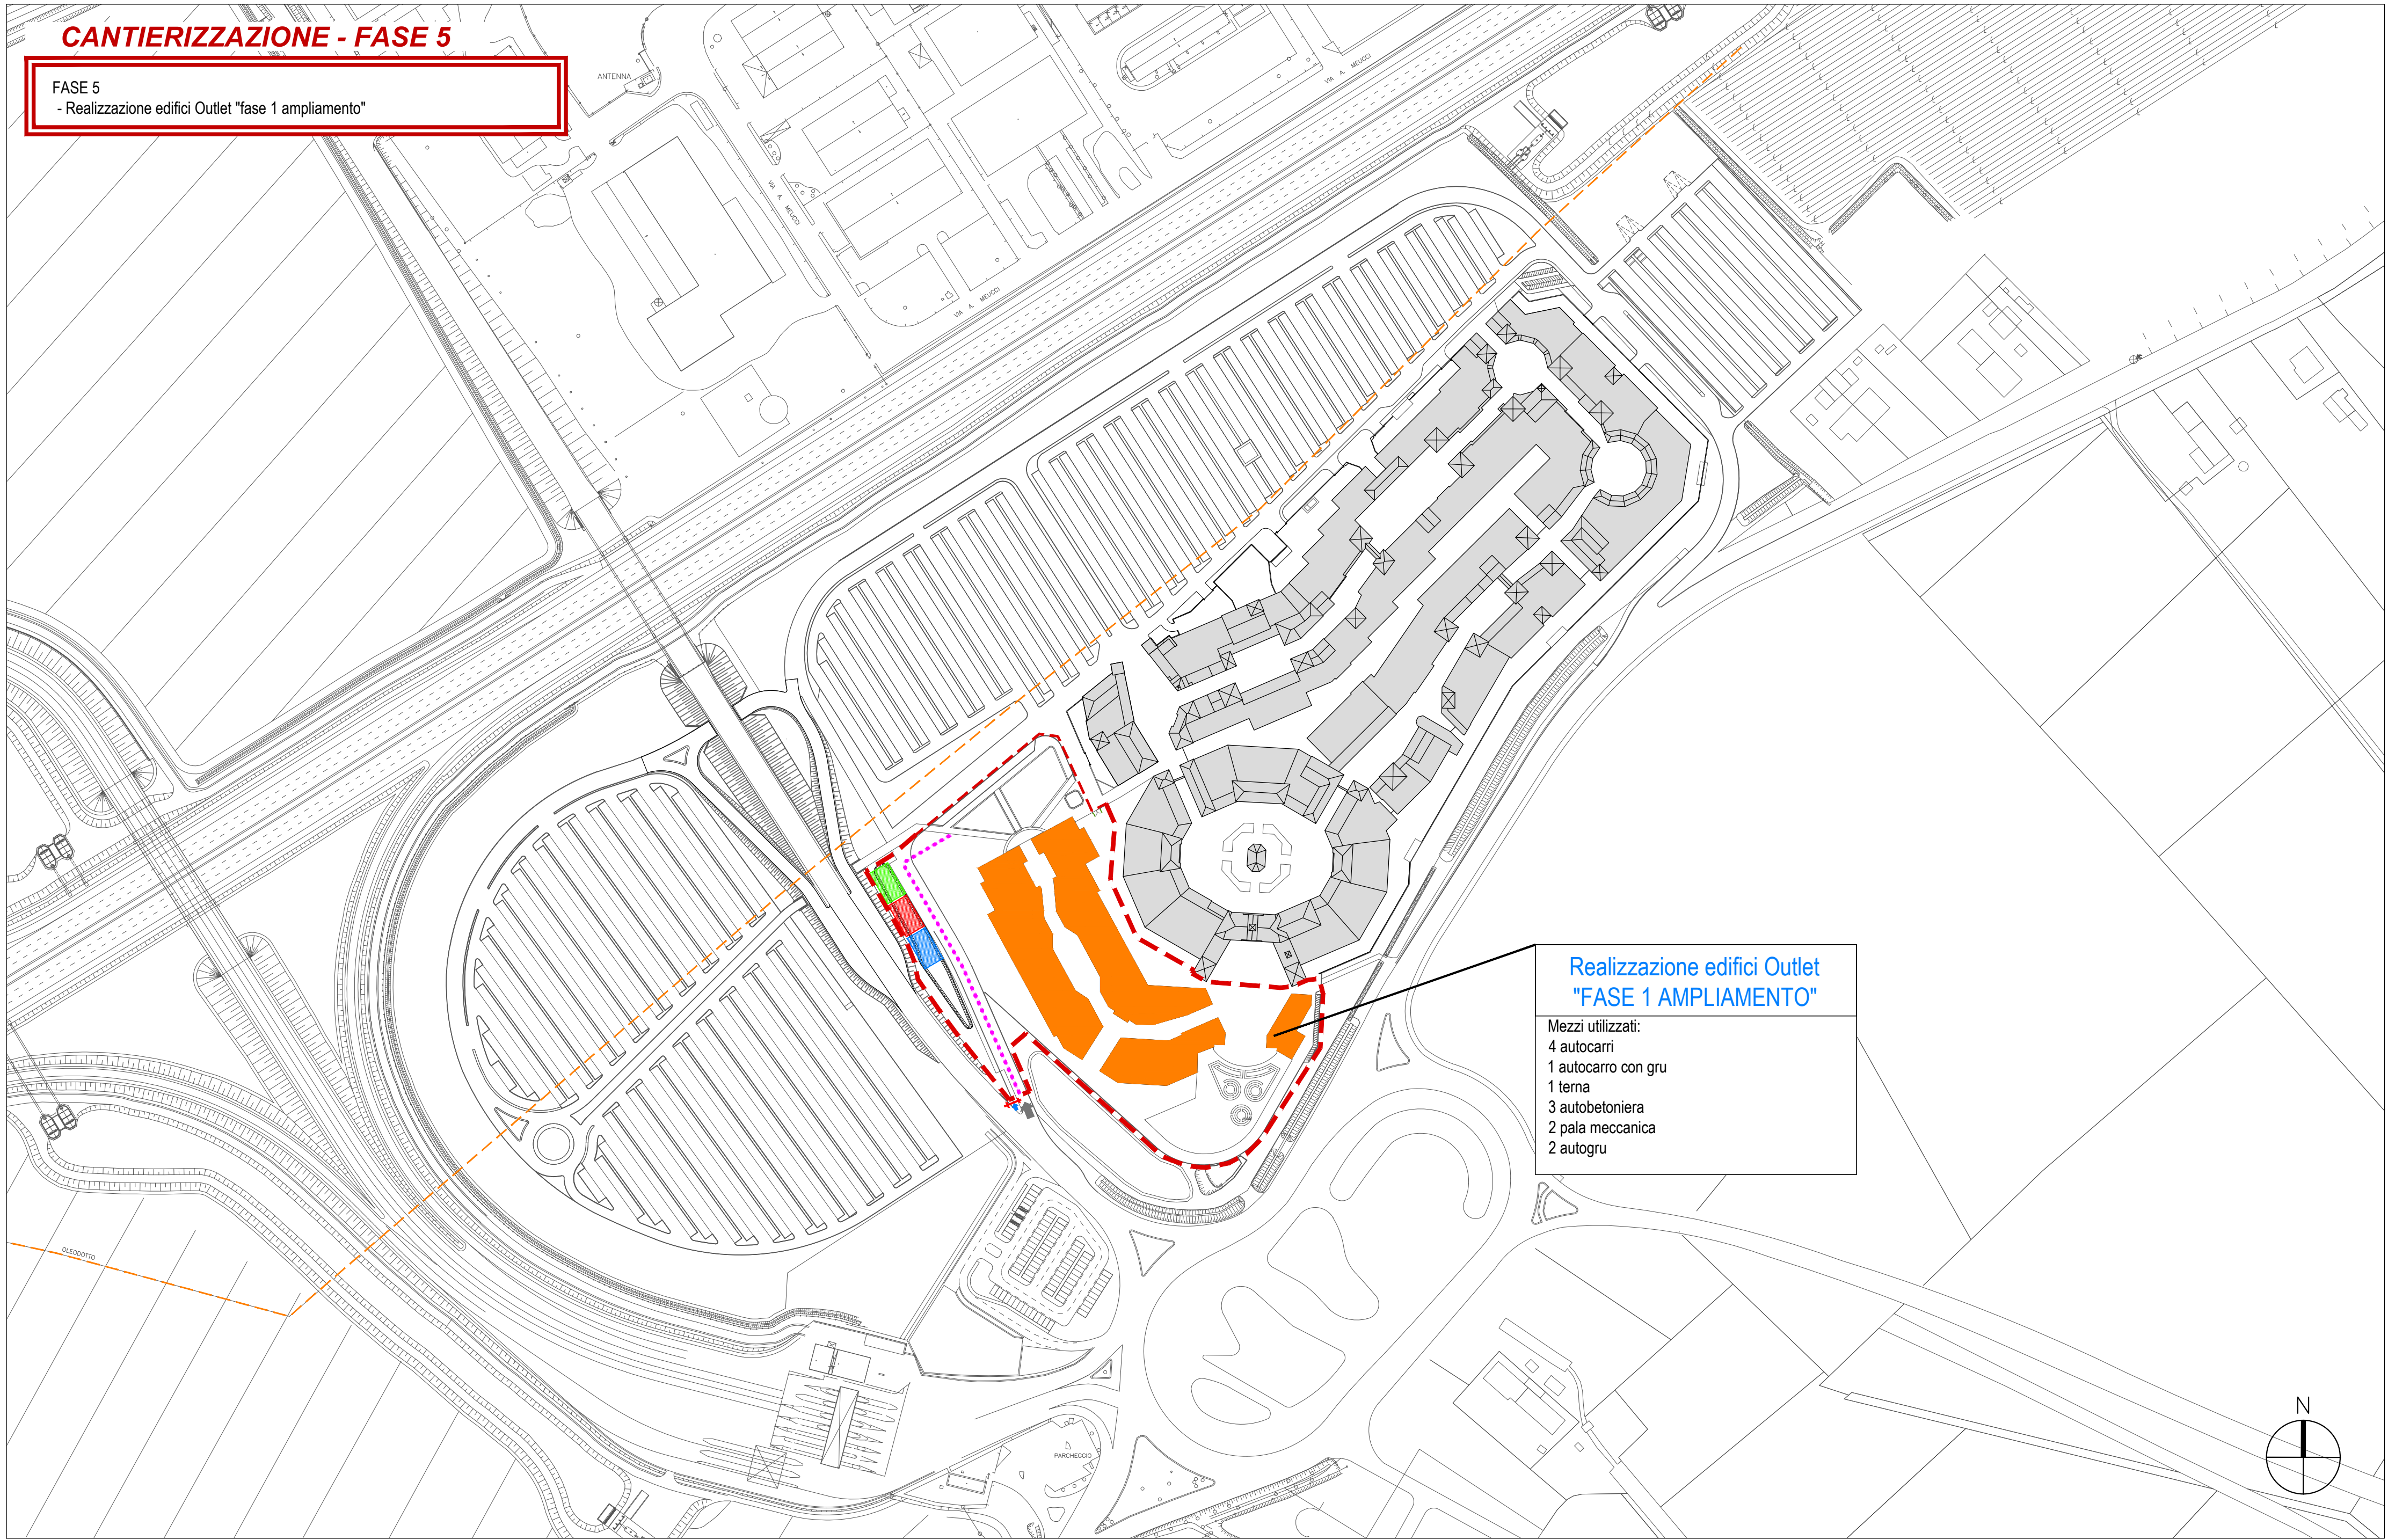 CANTIERIZZAZIONE - FASE 5
FASE 5
- Realizzazione edifici Outlet "fase 1 ampliamento"
ANTENNA
VIA A. MEUCCI
VIA A. MEUCCI
VIA A. MEUCCI
Realizzazione edifici Outlet
"FASE 1 AMPLIAMENTO"
Mezzi utilizzati:
4 autocarri
1 autocarro con gru
1 terna
3 autobetoniera
2 pala meccanica
2 autogru
OLEODOTTO
PARCHEGGIO
N